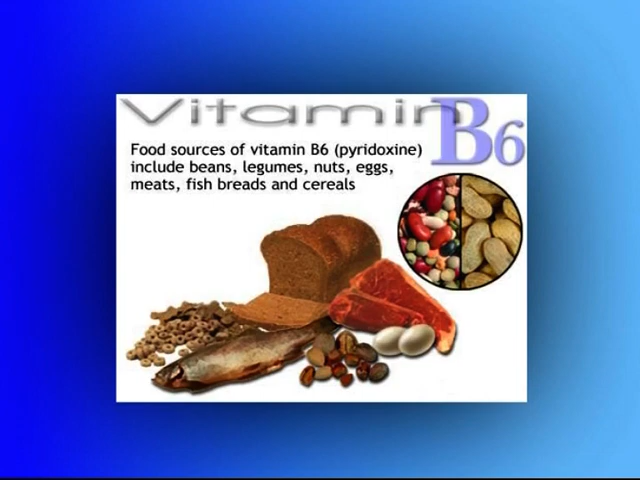 Vitamin B6
Food sources of vitamin B6 (pyridoxine)
include beans, legumes, nuts, eggs,
meats, fish breads and cereals